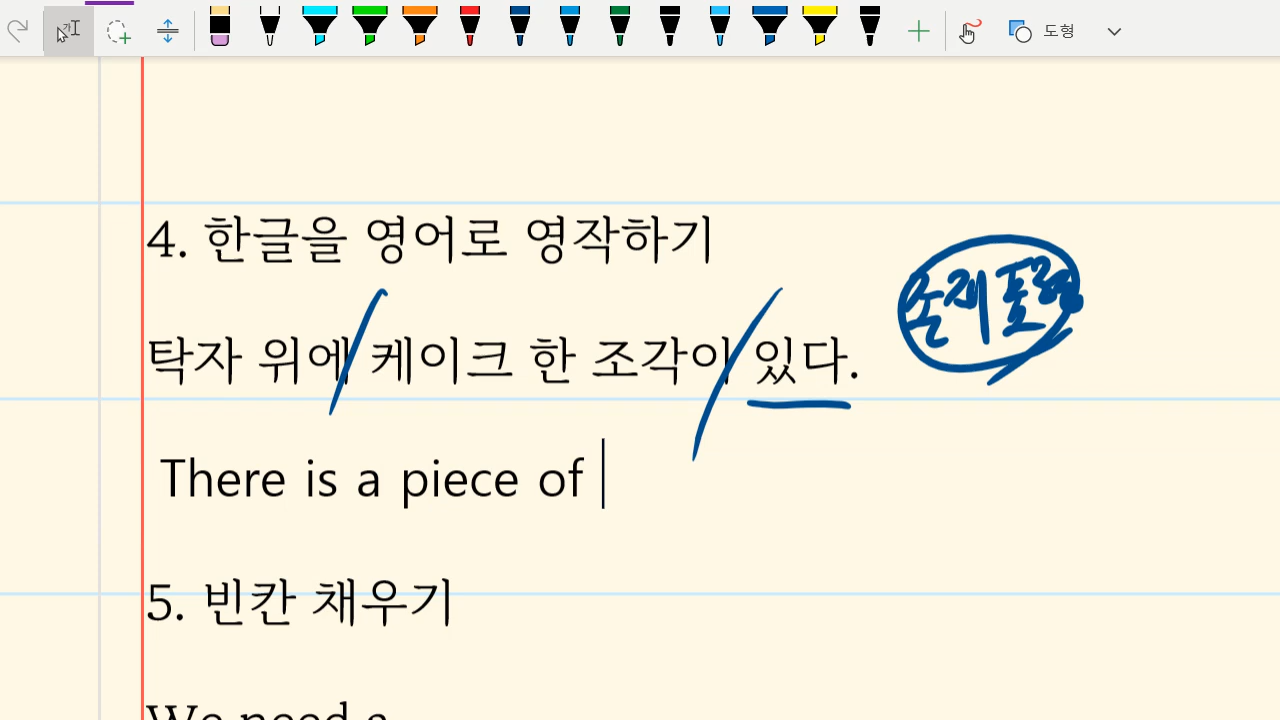 도형
4. 한글을 영어로 영작하기
탁자 위에 케이크 한 조각이 있다.
존재 표현
There is a piece of
5. 빈칸 채우기
We need a